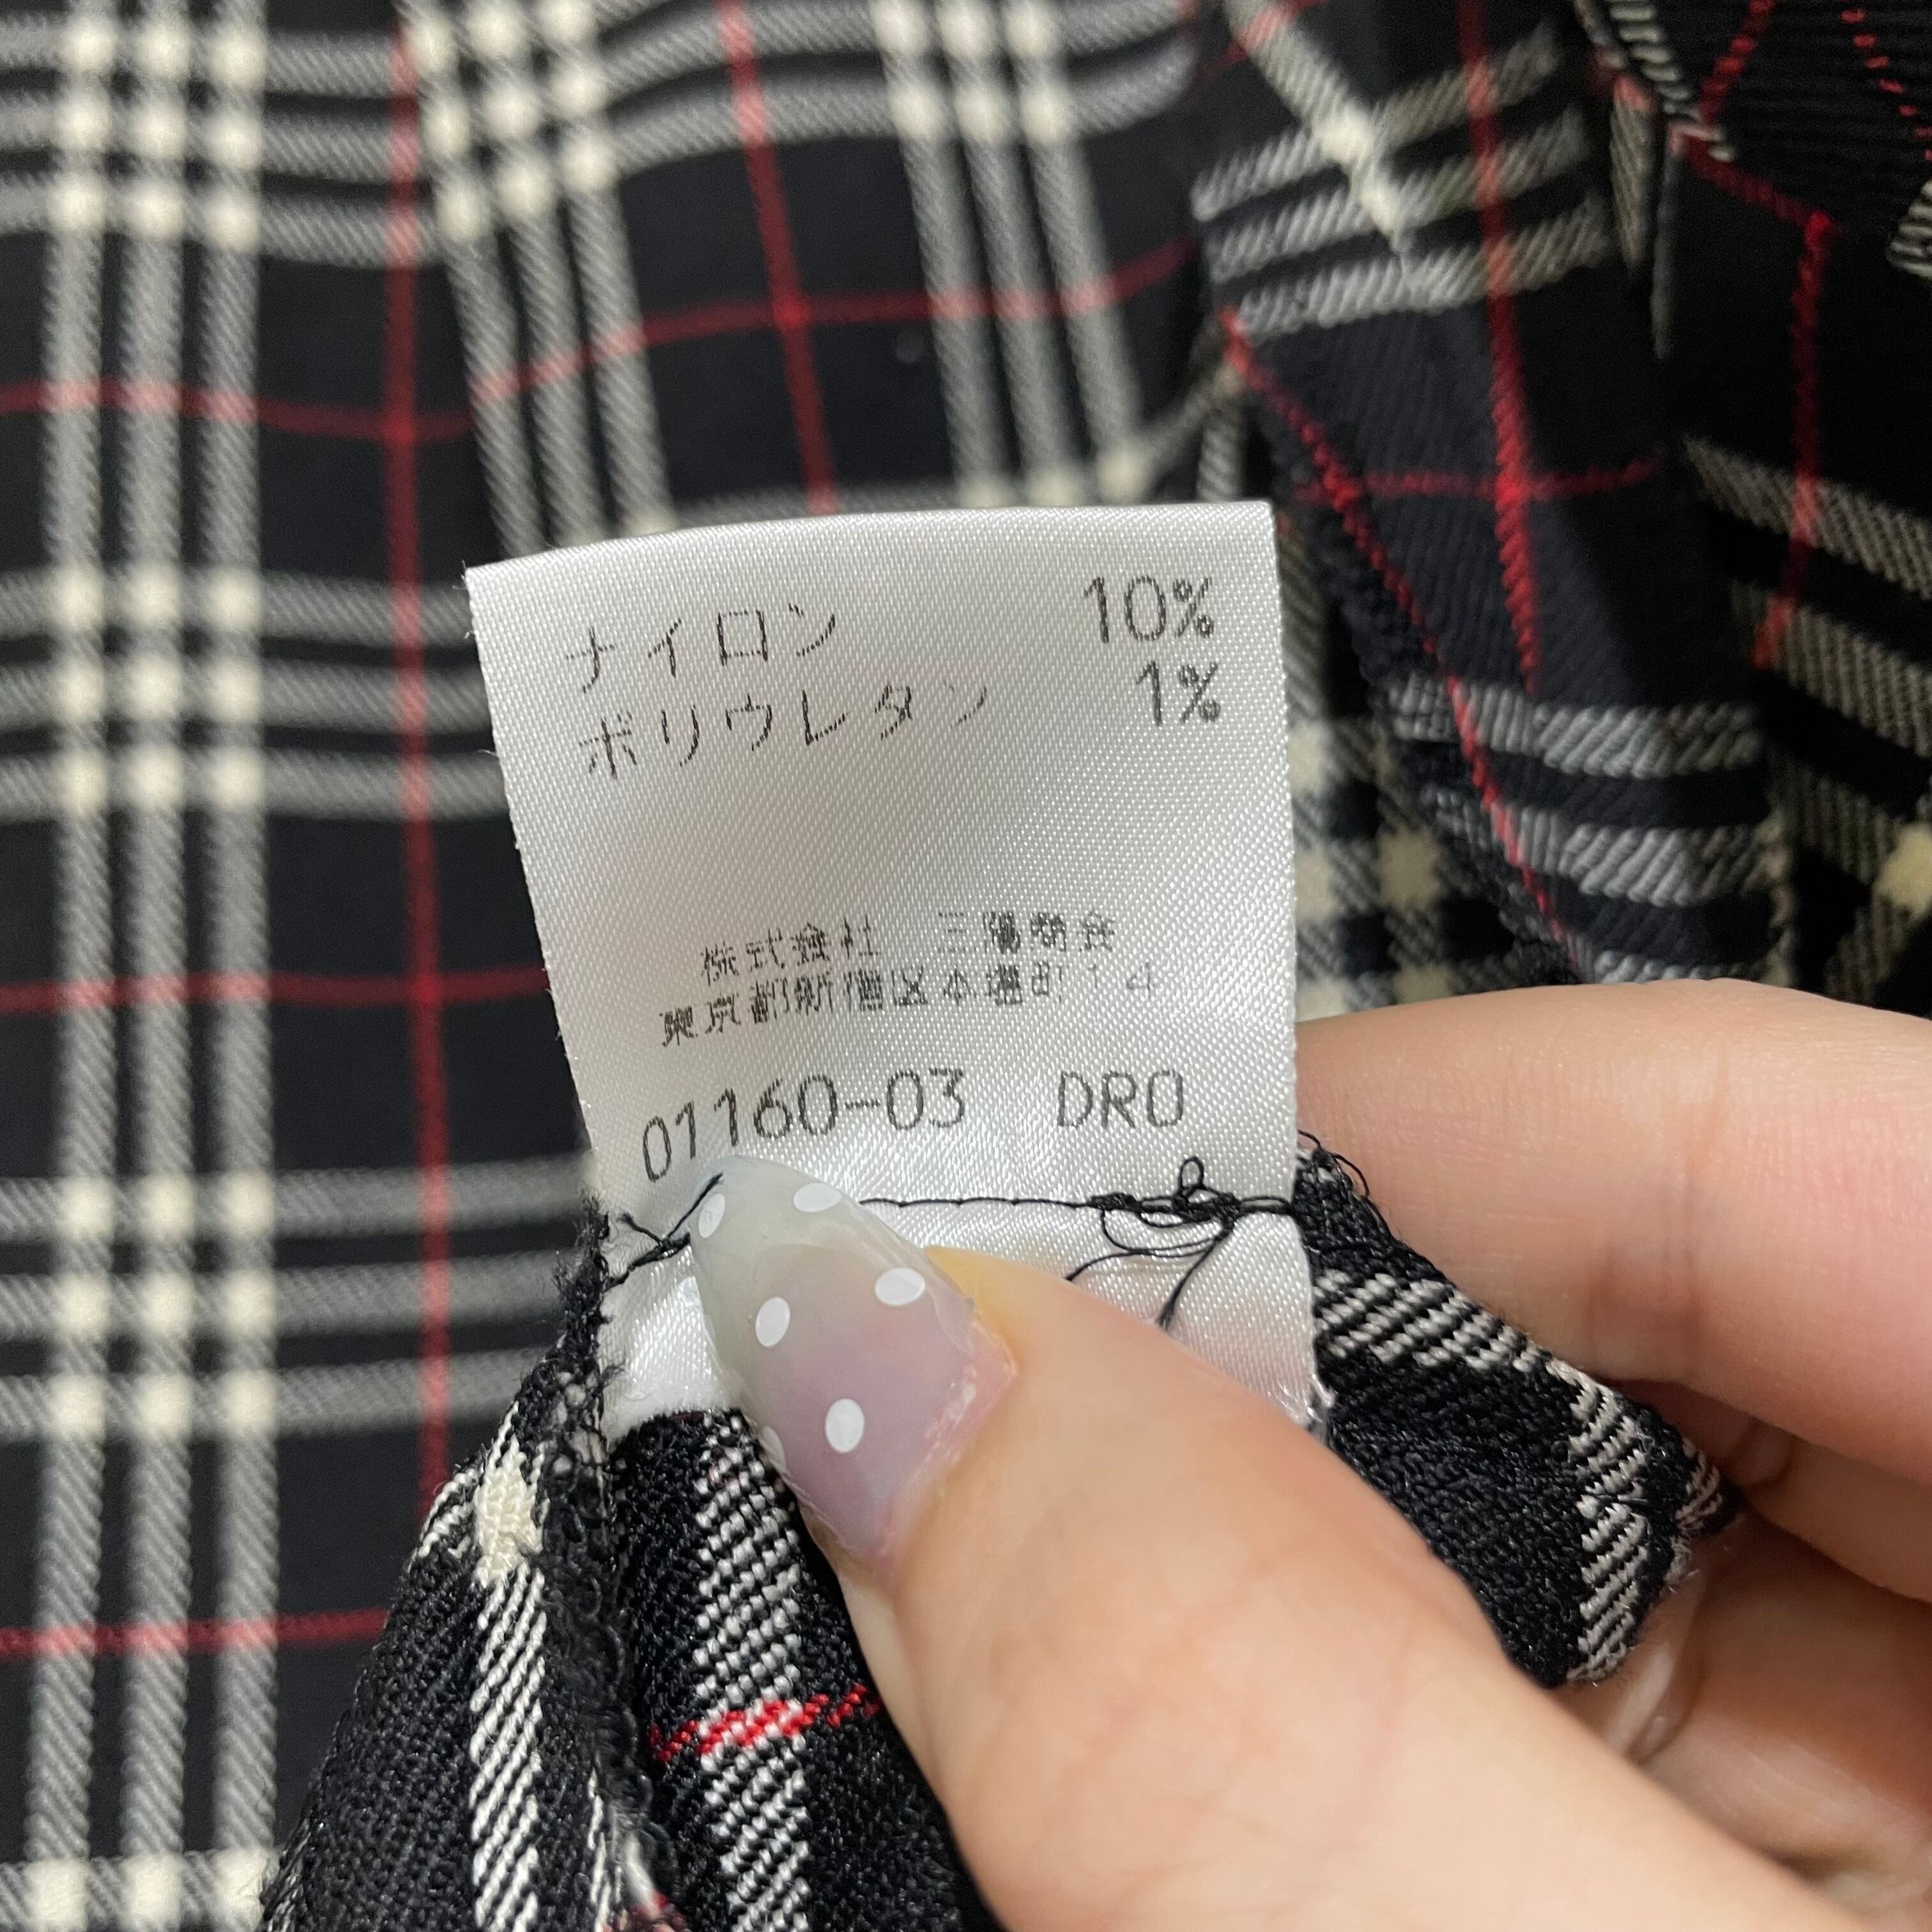 ナイロン 10%
ポリウレタン 1%
株式会社 三陽商会
東京都新宿区本塩町14
01160-03 DRO